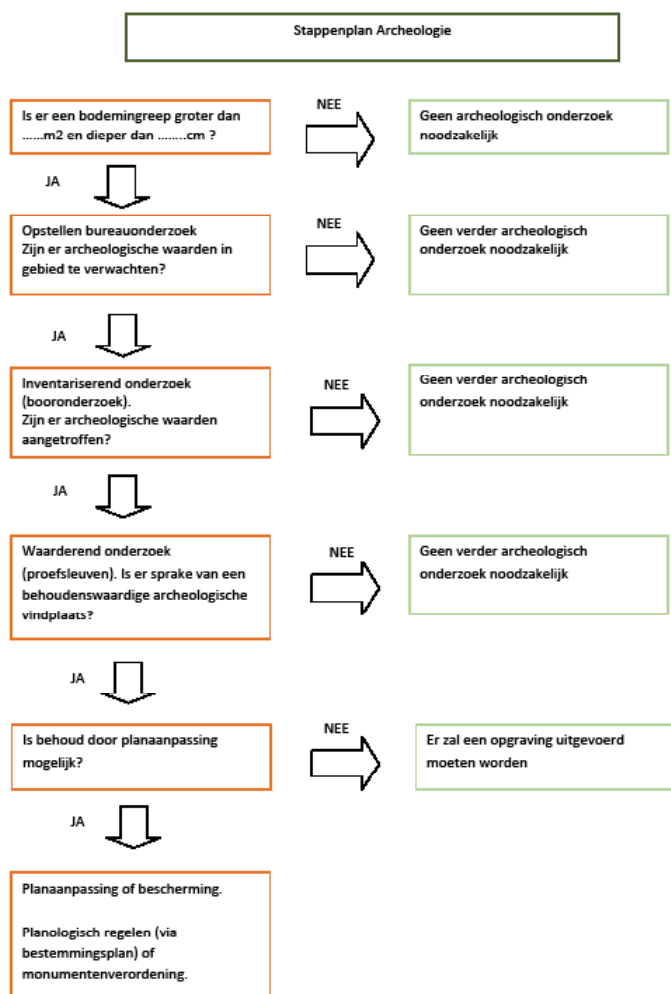 Stappenplan Archeologie
Is er een bodemingreep groter dan
......m2 en dieper dan ........cm ?
NEE
Geen archeologisch onderzoek
noodzakelijk
JA
Opstellen bureauonderzoek
Zijn er archeologische waarden in
gebied te verwachten?
NEE
Geen verder archeologisch
onderzoek noodzakelijk
JA
Inventariserend onderzoek
(booronderzoek).
Zijn er archeologische waarden
aangetroffen?
NEE
Geen verder archeologisch
onderzoek noodzakelijk
JA
Waarderend onderzoek
(proefsleuven). Is er sprake van een
behoudenswaardige archeologische
vindplaats?
NEE
Geen verder archeologisch
onderzoek noodzakelijk
JA
Is behoud door planaanpassing
mogelijk?
NEE
Er zal een opgraving uitgevoerd
moeten worden
JA
Planaanpassing of bescherming.
Planologisch regelen (via
bestemmingsplan) of
monumentenverordening.